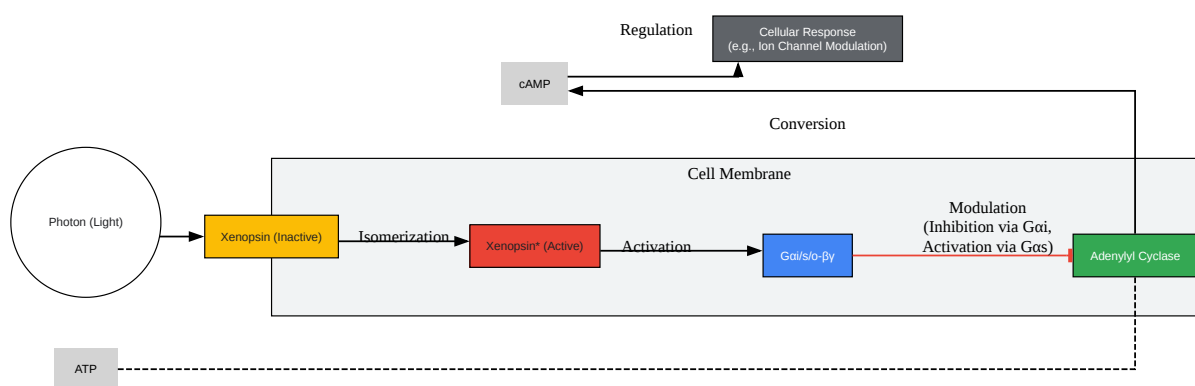 Regulation
Cellular Response
(e.g., Ion Channel Modulation)
cAMP
Conversion
Cell Membrane
Photon (Light)
Xenopsin (Inactive)
Isomerization
Xenopsin* (Active)
Activation
Gαi/s/o-βγ
Modulation
(Inhibition via Gαi,
Activation via Gαs)
Adenylyl Cyclase
ATP